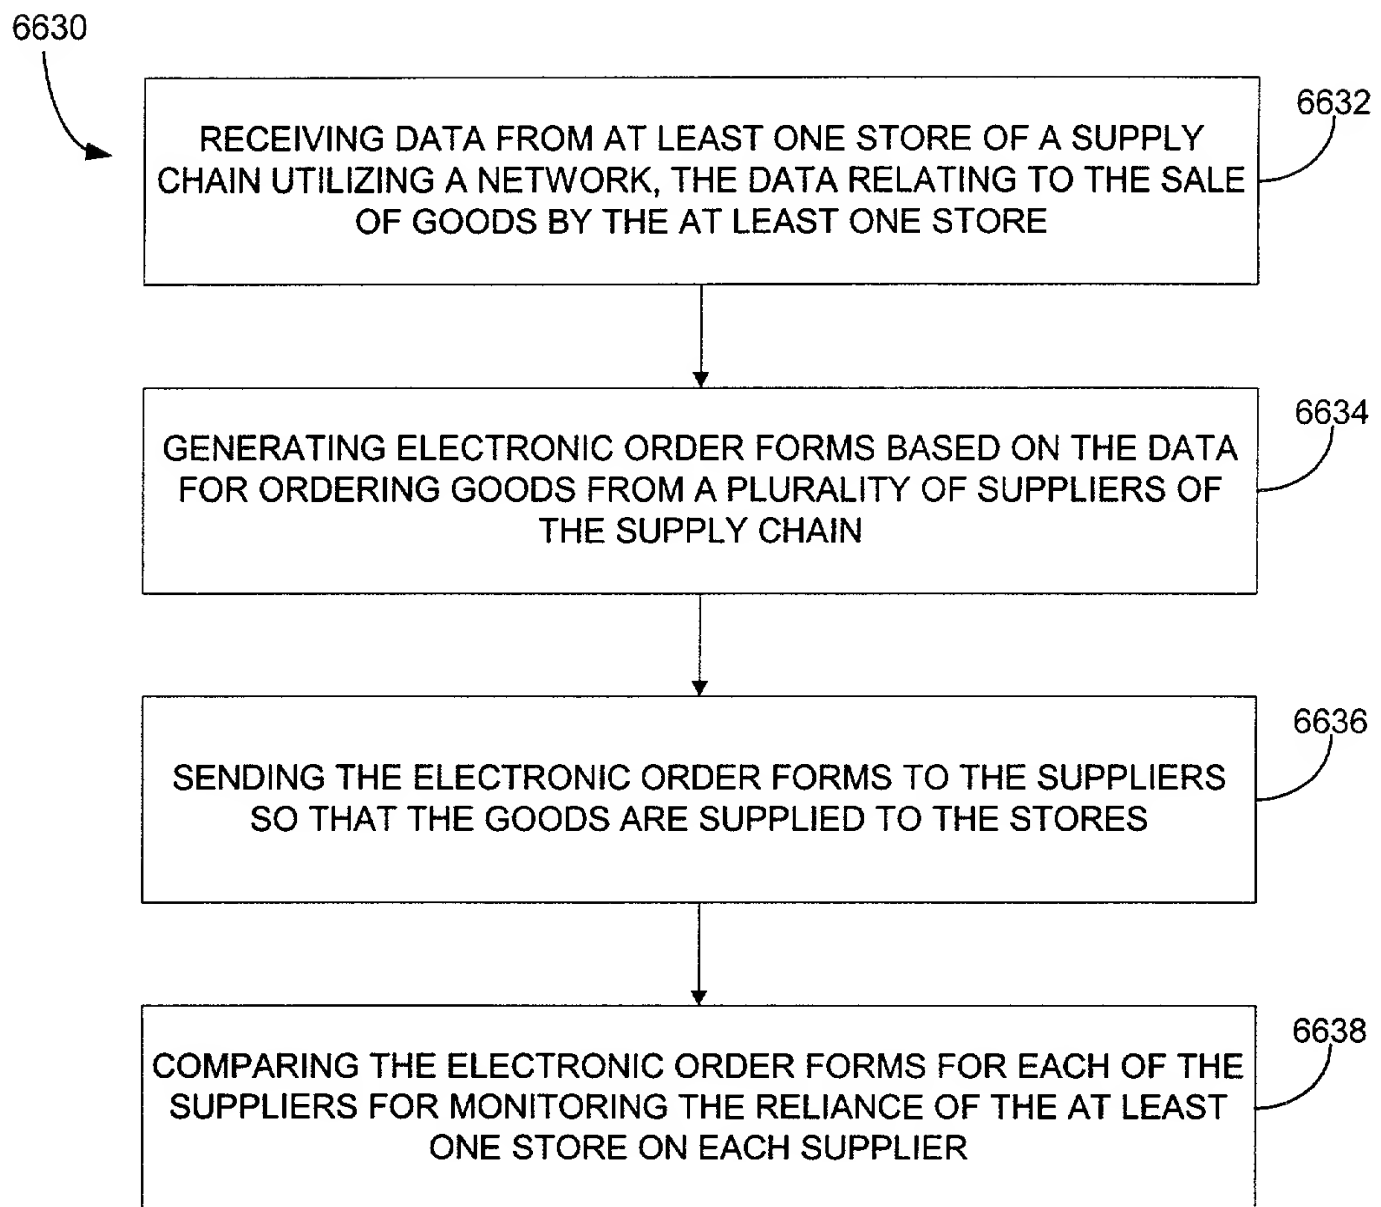 6630
6632
RECEIVING DATA FROM AT LEAST ONE STORE OF A SUPPLY
CHAIN UTILIZING A NETWORK, THE DATA RELATING TO THE SALE
OF GOODS BY THE AT LEAST ONE STORE
6634
GENERATING ELECTRONIC ORDER FORMS BASED ON THE DATA
FOR ORDERING GOODS FROM A PLURALITY OF SUPPLIERS OF
THE SUPPLY CHAIN
6636
SENDING THE ELECTRONIC ORDER FORMS TO THE SUPPLIERS
SO THAT THE GOODS ARE SUPPLIED TO THE STORES
6638
COMPARING THE ELECTRONIC ORDER FORMS FOR EACH OF THE
SUPPLIERS FOR MONITORING THE RELIANCE OF THE AT LEAST
ONE STORE ON EACH SUPPLIER